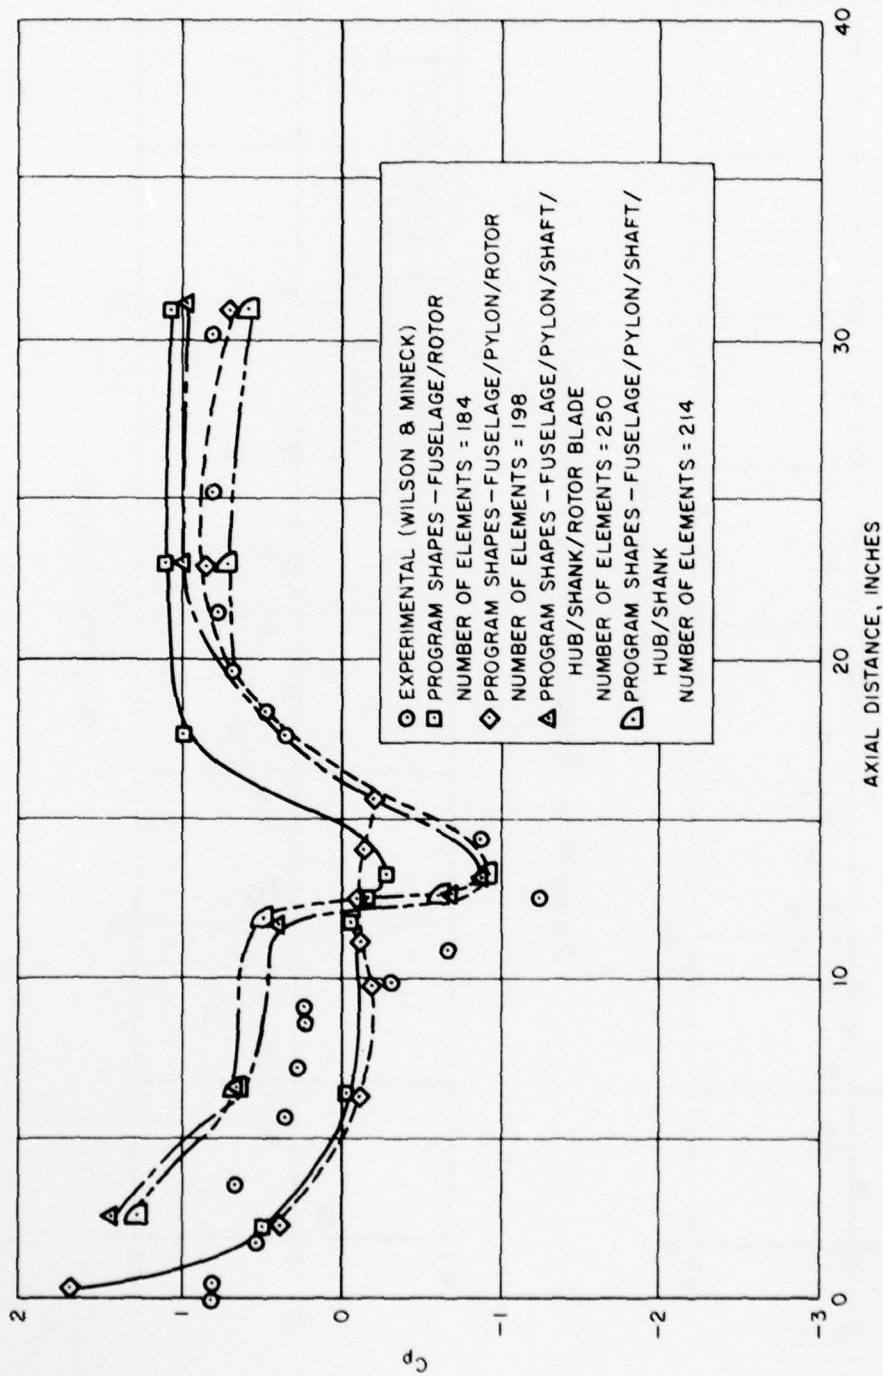 2
1
0
-1
-2
-3
Cp
0
10
20
30
40
AXIAL DISTANCE, INCHES
EXPERIMENTAL (WILSON & MINECK)
PROGRAM SHAPES - FUSELAGE/ROTOR
NUMBER OF ELEMENTS = 184
PROGRAM SHAPES - FUSELAGE/PYLON/ROTOR
NUMBER OF ELEMENTS = 198
PROGRAM SHAPES - FUSELAGE/PYLON/SHAFT/
HUB/SHANK/ROTOR BLADE
NUMBER OF ELEMENTS = 250
PROGRAM SHAPES - FUSELAGE/PYLON/SHAFT/
HUB/SHANK
NUMBER OF ELEMENTS = 214